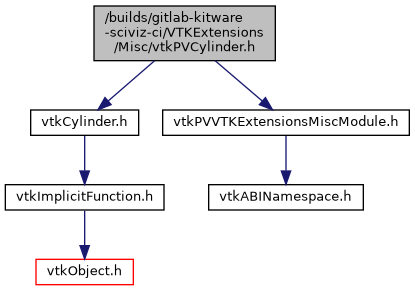 /builds/gitlab-kitware
-sciviz-ci/VTKExtensions
/Misc/vtkPVCylinder.h
vtkCylinder.h
vtkPVVTKExtensionsMiscModule.h
vtkImplicitFunction.h
vtkABINamespace.h
vtkObject.h